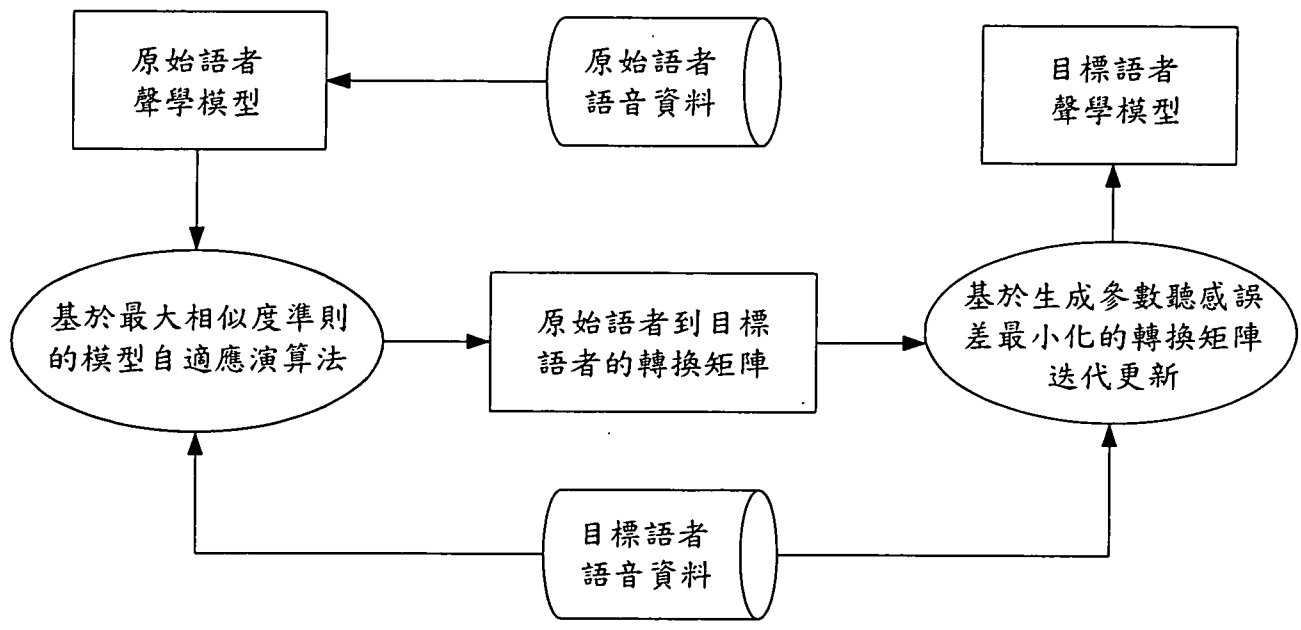 原始語者
聲學模型
原始語者
語音資料
目標語者
聲學模型
基於最大相似度準則
的模型自適應演算法
原始語者到目標
語者的轉換矩陣
基於生成參數聽感誤
差最小化的轉換矩陣
迭代更新
目標語者
語音資料